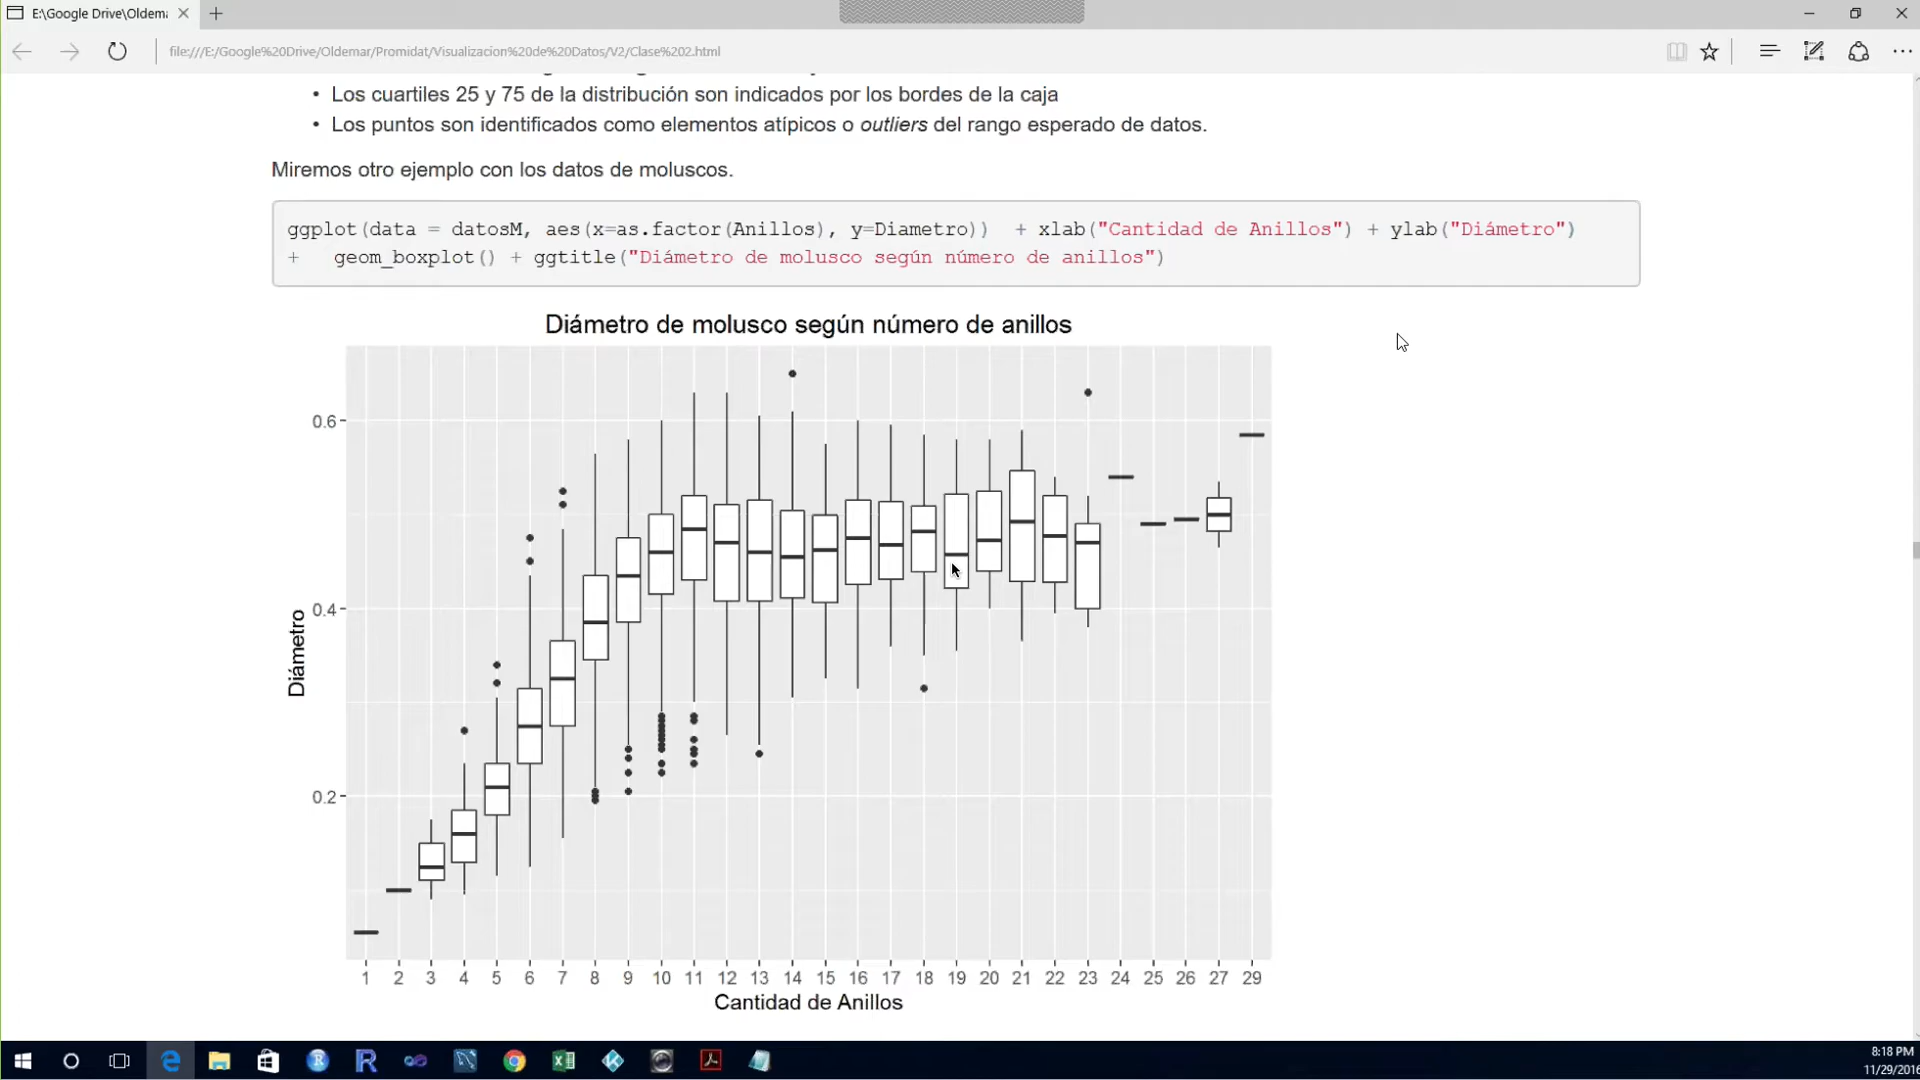 E:\Google Drive\Oldema
file:///E:/Google%20Drive/Oldemar/Promidat/Visualizacion%20de%20Datos/V2/Clase%202.html
• Los cuartiles 25 y 75 de la distribución son indicados por los bordes de la caja
• Los puntos son identificados como elementos atípicos o outliers del rango esperado de datos.
Miremos otro ejemplo con los datos de moluscos.
ggplot(data = datosM, aes(x=as.factor(Anillos), y=Diametro)) + xlab("Cantidad de Anillos") + ylab("Diámetro")
+ geom_boxplot() + ggtitle("Diámetro de molusco según número de anillos")
Diámetro de molusco según número de anillos
0.6
0.4
0.2
Diámetro
1 2 3 4 5 6 7 8 9 10 11 12 13 14 15 16 17 18 19 20 21 22 23 24 25 26 27 29
Cantidad de Anillos
8:18 PM
11/29/2016